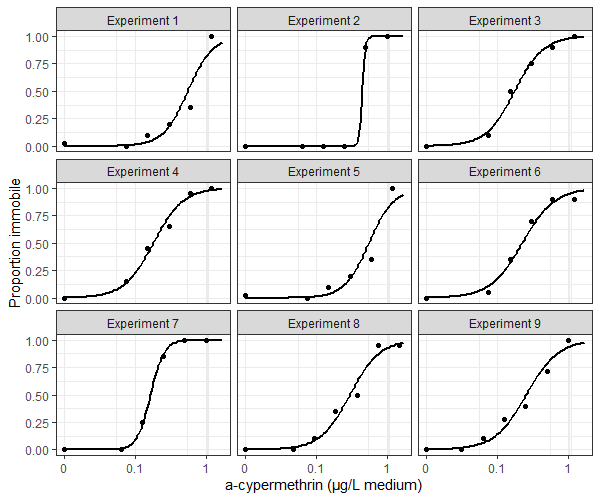 Experiment 1 Experiment 2 Experiment 3
1.00
0.75
0.50
0.25
0.00
Experiment 4 Experiment 5 Experiment 6
1.00
0.75
0.50
0.25
0.00
Proportion immobile
Experiment 7 Experiment 8 Experiment 9
1.00
0.75
0.50
0.25
0.00
0 0.1 1 0 0.1 1 0 0.1 1
a-cypermethrin (µg/L medium)